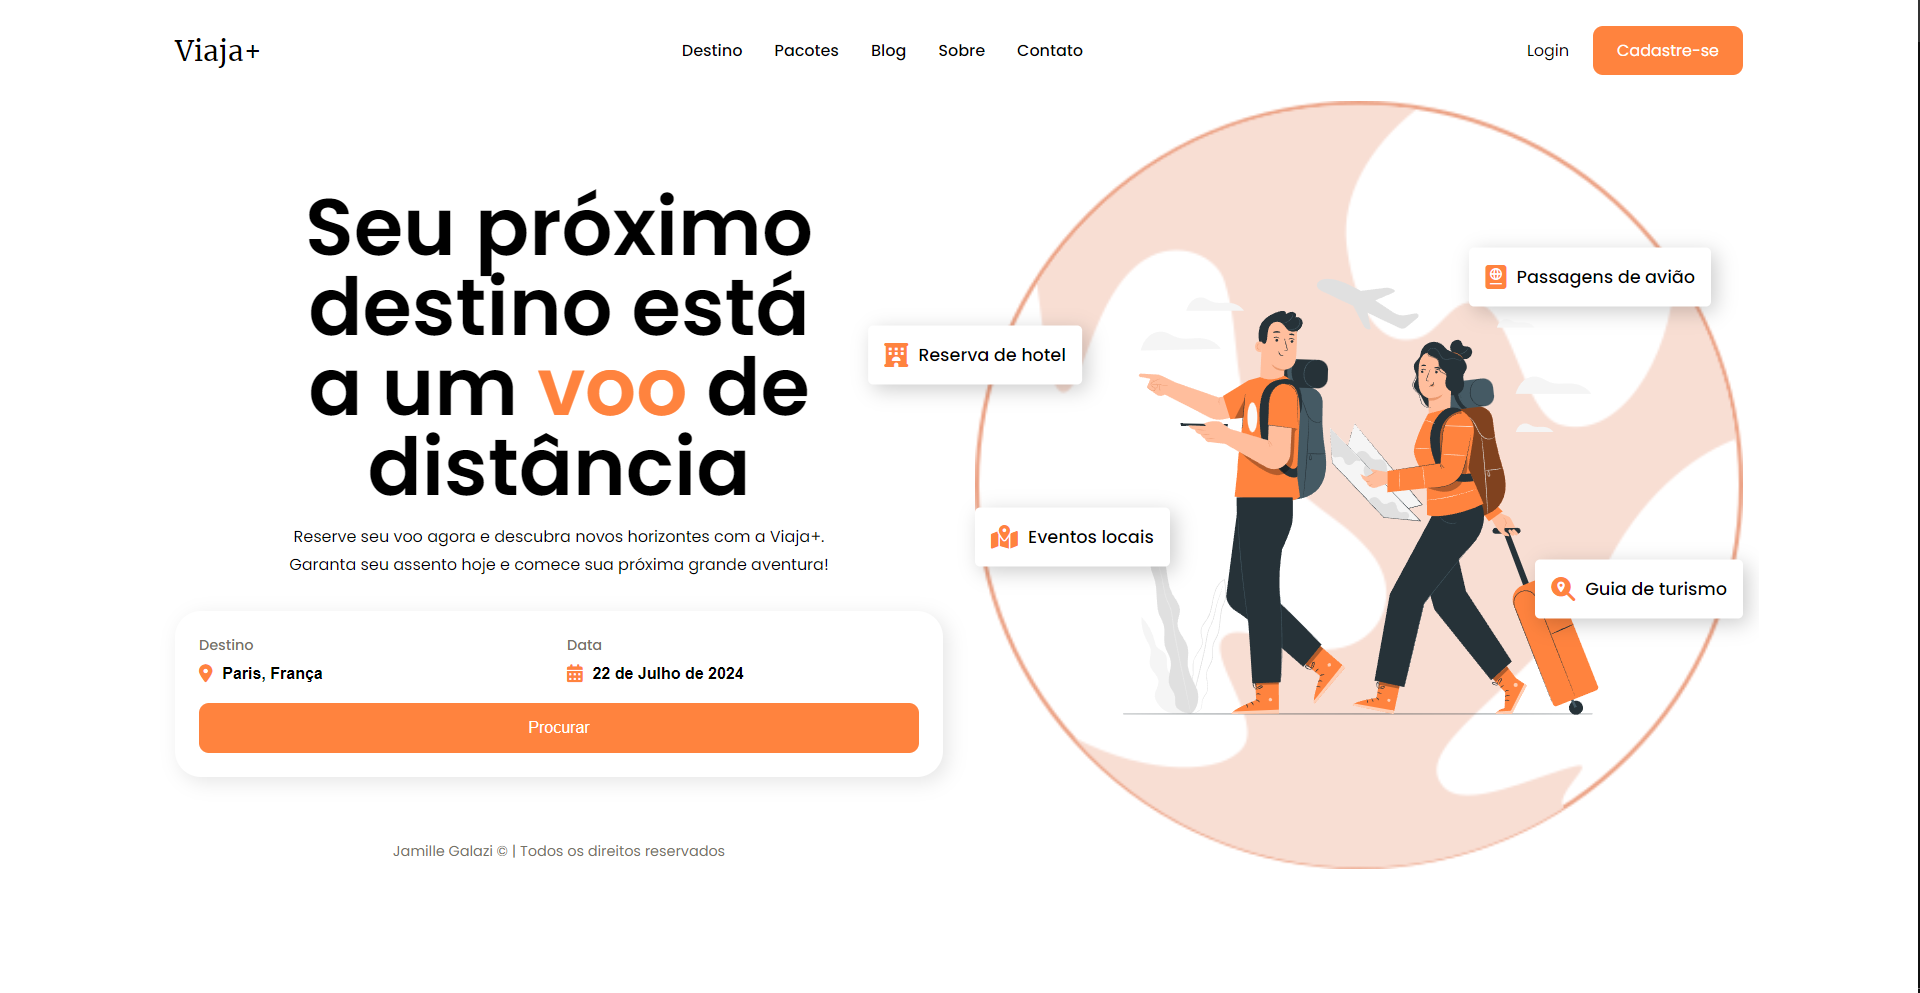 Viaja+
Destino
Pacotes
Blog
Sobre
Contato
Login
Cadastre-se
Seu próximo
destino está
a um voo de
distância
Reserve seu voo agora e descubra novos horizontes com a Viaja+.
Garanta seu assento hoje e comece sua próxima grande aventura!
Destino
Paris, França
Data
22 de Julho de 2024
Procurar
Jamille Galazi © | Todos os direitos reservados
Passagens de avião
Reserva de hotel
Eventos locais
Guia de turismo